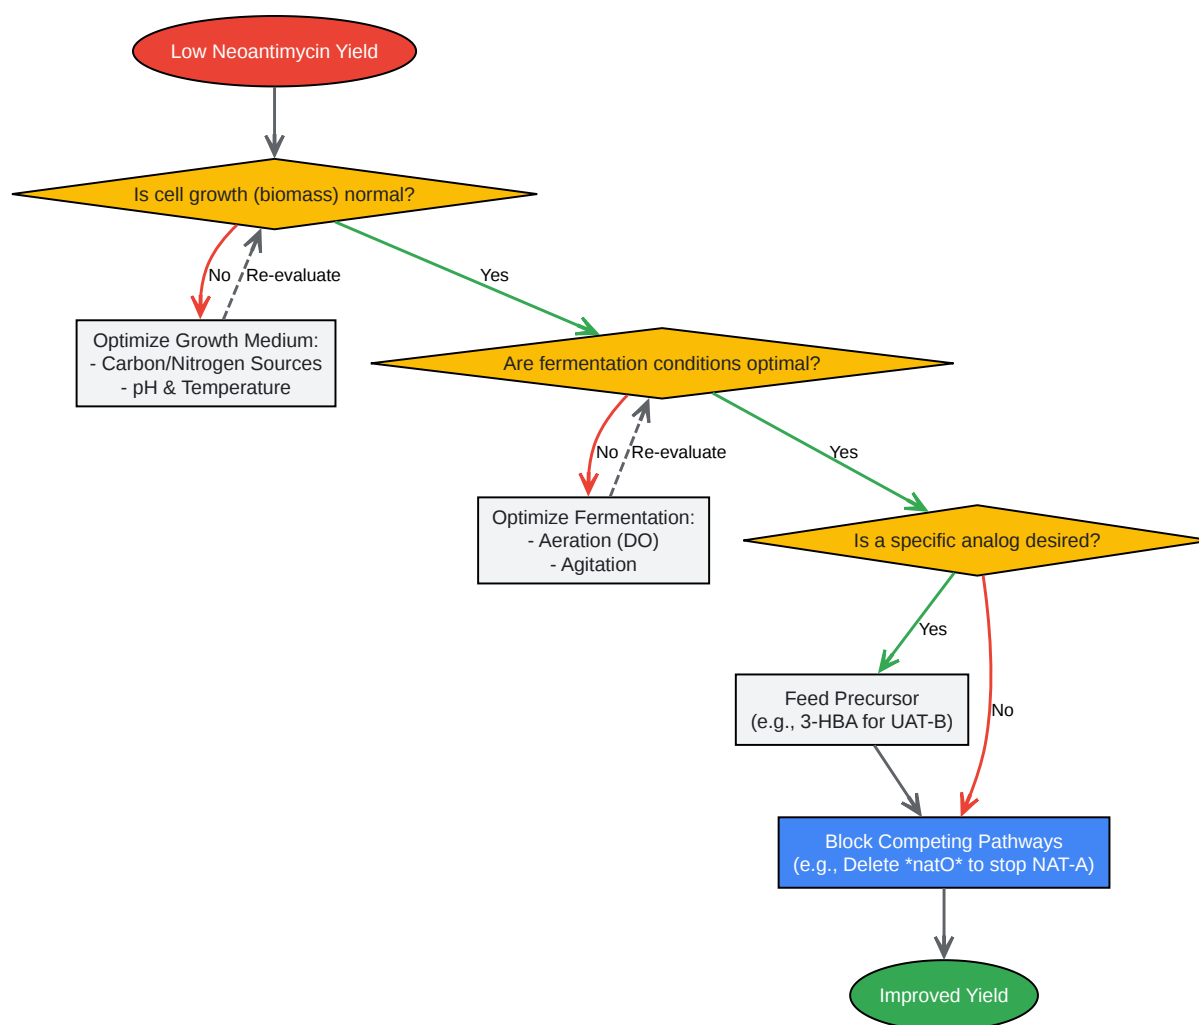 Low Neoantimycin Yield
Is cell growth (biomass) normal?
No
Re-evaluate
Yes
Optimize Growth Medium:
- Carbon/Nitrogen Sources
- pH & Temperature
Are fermentation conditions optimal?
No
Re-evaluate
Yes
Optimize Fermentation:
- Aeration (DO)
- Agitation
Is a specific analog desired?
Yes
No
Feed Precursor
(e.g., 3-HBA for UAT-B)
Block Competing Pathways
(e.g., Delete *natO* to stop NAT-A)
Improved Yield